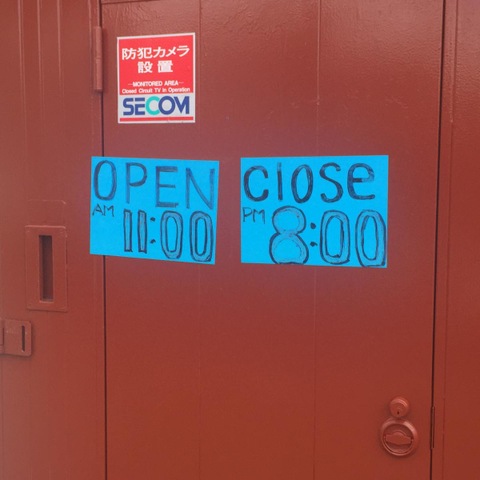 防犯カメラ
設置
—MONITORED AREA—
Closed Circuit TV in Operation
SECOM
OPEN
AM 11:00
close
PM 8:00